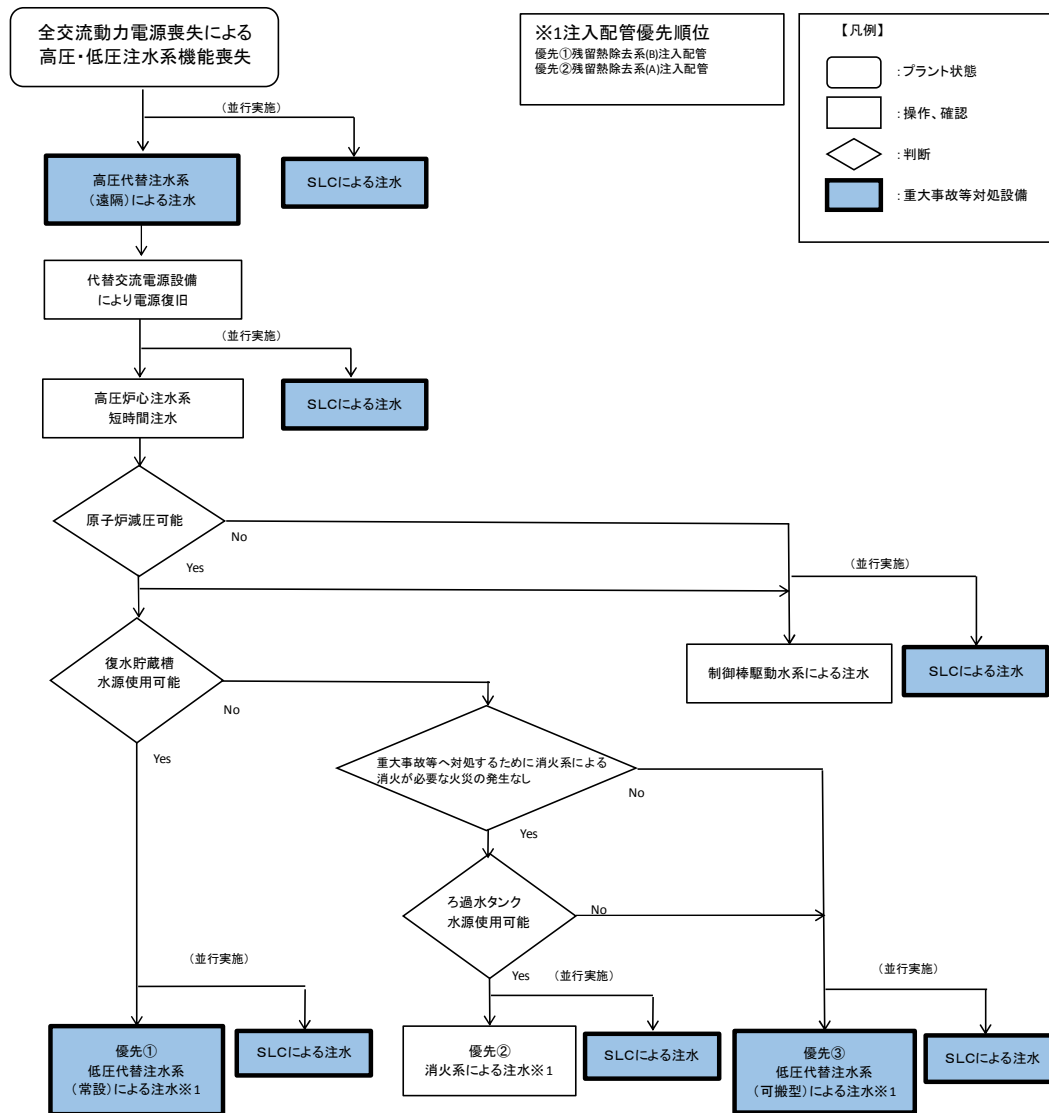 全交流動力電源喪失による
高圧・低圧注水系機能喪失
※1注入配管優先順位
優先①残留熱除去系(B)注入配管
優先②残留熱除去系(A)注入配管
【凡例】
：プラント状態
：操作、確認
：判断
：重大事故等対処設備
（並行実施）
高圧代替注水系
（遠隔）による注水
ＳＬＣによる注水
代替交流電源設備
により電源復旧
（並行実施）
高圧炉心注水系
短時間注水
ＳＬＣによる注水
原子炉減圧可能
No
Yes
（並行実施）
復水貯蔵槽
水源使用可能
No
Yes
制御棒駆動水系による注水
ＳＬＣによる注水
重大事故等へ対処するために消火系による
消火が必要な火災の発生なし
No
Yes
ろ過水タンク
水源使用可能
No
Yes
（並行実施）
（並行実施）
（並行実施）
優先①
低圧代替注水系
（常設）による注水※1
ＳＬＣによる注水
優先②
消火系による注水※1
ＳＬＣによる注水
優先③
低圧代替注水系
（可搬型）による注水※1
ＳＬＣによる注水